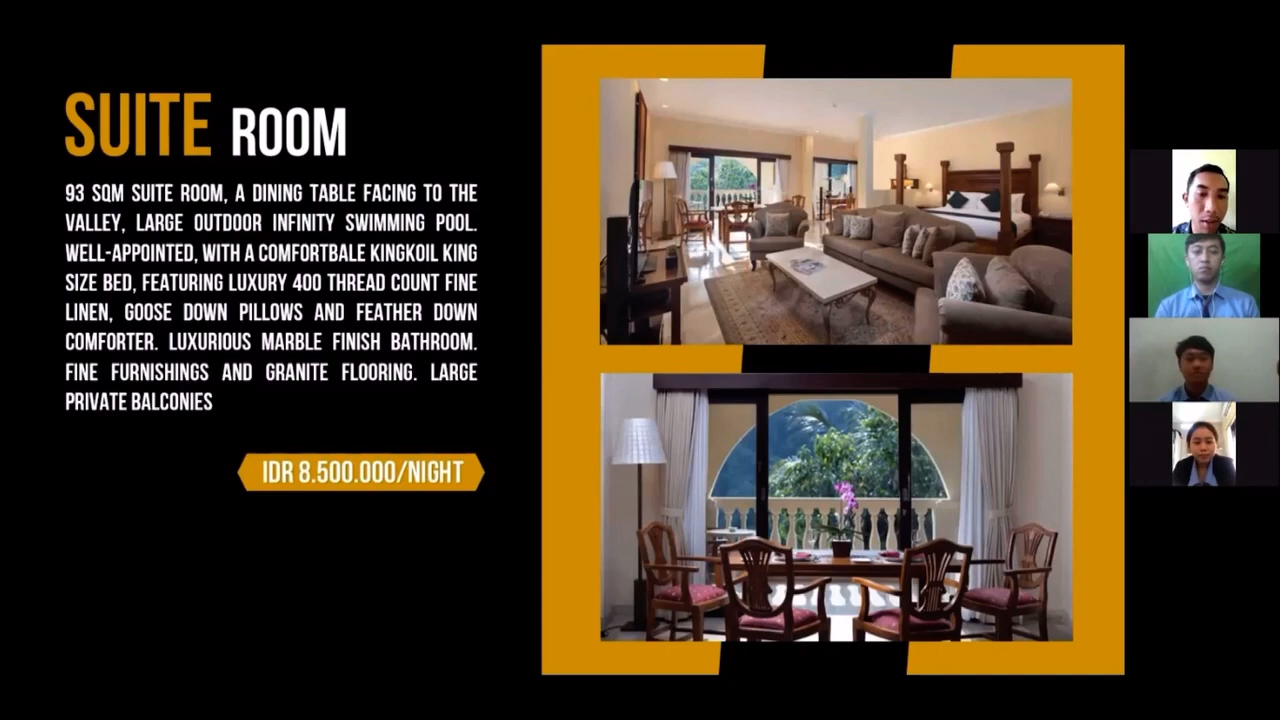 SUITE ROOM
93 SQM SUITE ROOM, A DINING TABLE FACING TO THE
VALLEY, LARGE OUTDOOR INFINITY SWIMMING POOL.
WELL-APPOINTED, WITH A COMFORTBALE KINGKOIL KING
SIZE BED, FEATURING LUXURY 400 THREAD COUNT FINE
LINEN, GOOSE DOWN PILLOWS AND FEATHER DOWN
COMFORTER. LUXURIOUS MARBLE FINISH BATHROOM.
FINE FURNISHINGS AND GRANITE FLOORING. LARGE
PRIVATE BALCONIES
IDR 8.500.000/NIGHT